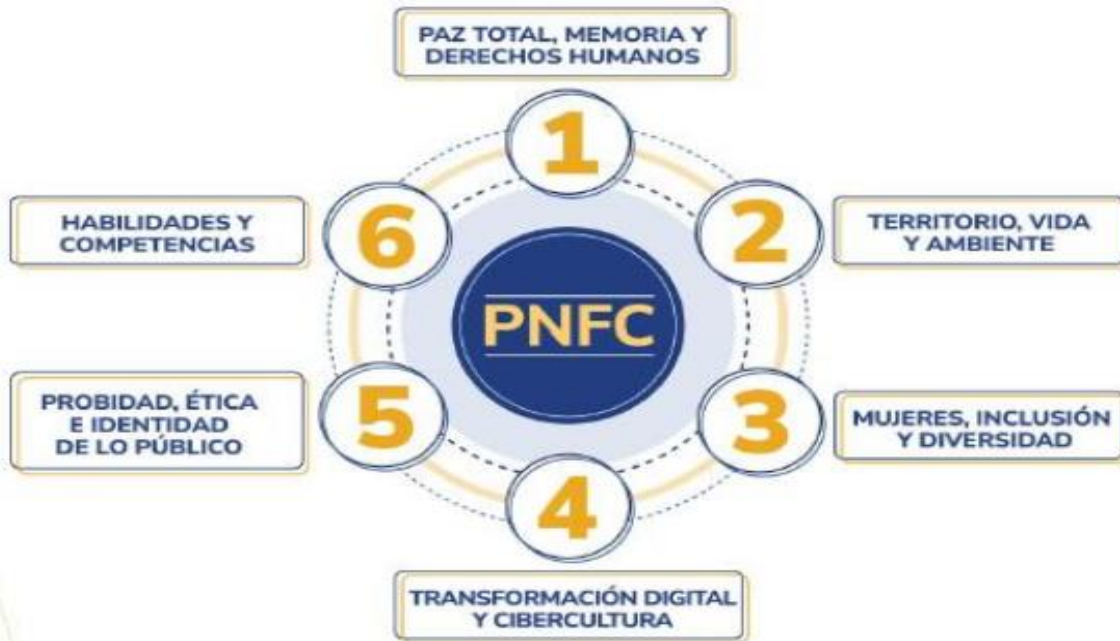 PAZ TOTAL, MEMORIA Y
DERECHOS HUMANOS
1
2
TERRITORIO, VIDA
Y AMBIENTE
3
MUJERES, INCLUSIÓN
Y DIVERSIDAD
4
TRANSFORMACIÓN DIGITAL
Y CIBERCULTURA
5
PROBIDAD, ÉTICA
E IDENTIDAD
DE LO PÚBLICO
6
HABILIDADES Y
COMPETENCIAS
PNFC